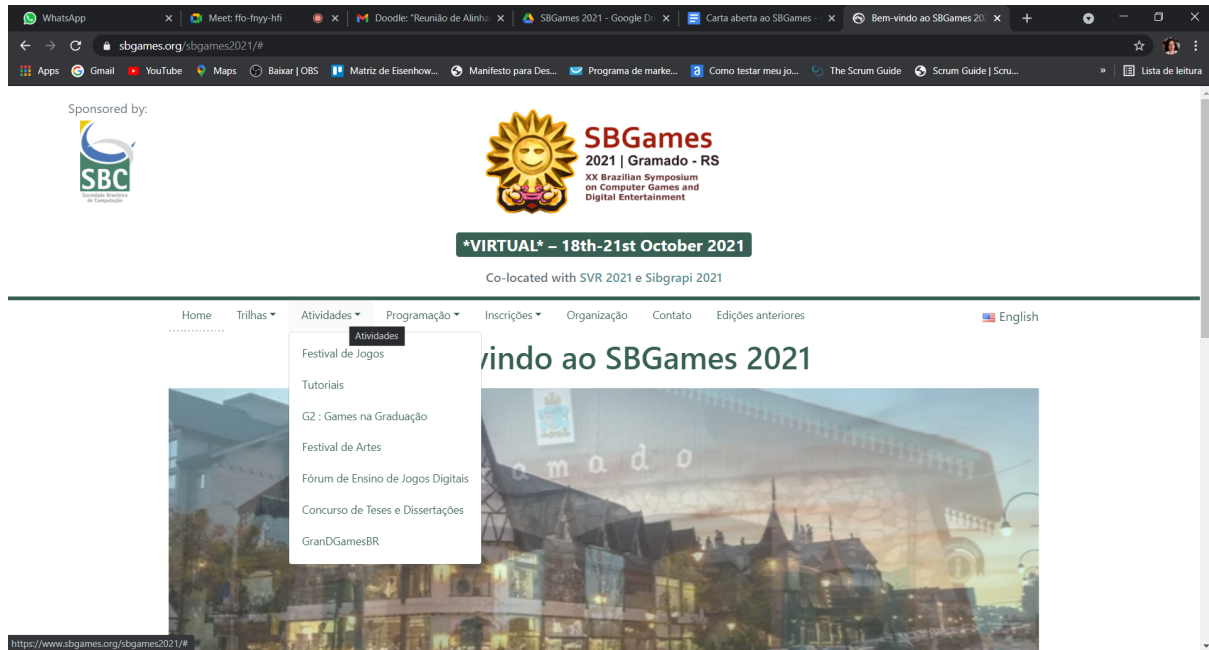 WhatsApp
Meet: ffo-fnyy-hfi
Doodle: "Reunião de Alinha
SBGames 2021 - Google Dri
Carta aberta ao SBGames -
Bem-vindo ao SBGames 20
sbgames.org/sbgames2021/#
Apps Gmail YouTube Maps Baixar | OBS Matriz de Eisenhow... Manifesto para Des... Programa de marke... Como testar meu jo... The Scrum Guide Scrum Guide | Scru... » Lista de leitura
Sponsored by:
SBC
Sociedade Brasileira
de Computação
SBGames
2021 | Gramado - RS
XX Brazilian Symposium
on Computer Games and
Digital Entertainment
*VIRTUAL* – 18th-21st October 2021
Co-located with SVR 2021 e Sibgrapi 2021
Home Trilhas Atividades Programação Inscrições Organização Contato Edições anteriores English
Atividades
vindo ao SBGames 2021
Festival de Jogos
Tutoriais
G2 : Games na Graduação
Festival de Artes
Fórum de Ensino de Jogos Digitais
Concurso de Teses e Dissertações
GranDGamesBR
amado
https://www.sbgames.org/sbgames2021/#